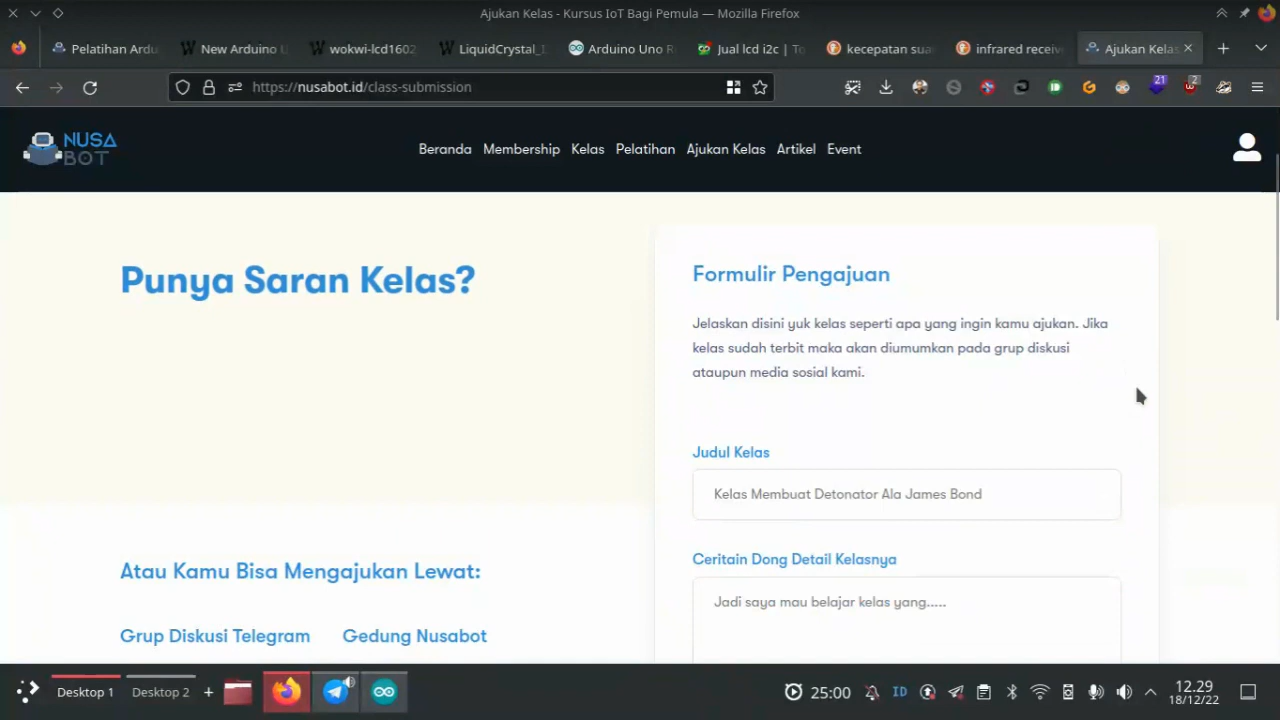 Ajukan Kelas - Kursus IoT Bagi Pemula — Mozilla Firefox
Pelatihan Ardu
New Arduino U
wokwi-lcd1602
LiquidCrystal_
Arduino Uno R
Jual lcd i2c | To
kecepatan sua
infrared receiv
Ajukan Kelas
https://nusabot.id/class-submission
21
2
NUSA
BOT
Beranda Membership Kelas Pelatihan Ajukan Kelas Artikel Event
Punya Saran Kelas?
Atau Kamu Bisa Mengajukan Lewat:
Grup Diskusi Telegram Gedung Nusabot
Formulir Pengajuan
Jelaskan disini yuk kelas seperti apa yang ingin kamu ajukan. Jika
kelas sudah terbit maka akan diumumkan pada grup diskusi
ataupun media sosial kami.
Judul Kelas
Kelas Membuat Detonator Ala James Bond
Ceritain Dong Detail Kelasnya
Jadi saya mau belajar kelas yang.....
Desktop 1 Desktop 2 +
25:00
ID
12.29
18/12/22